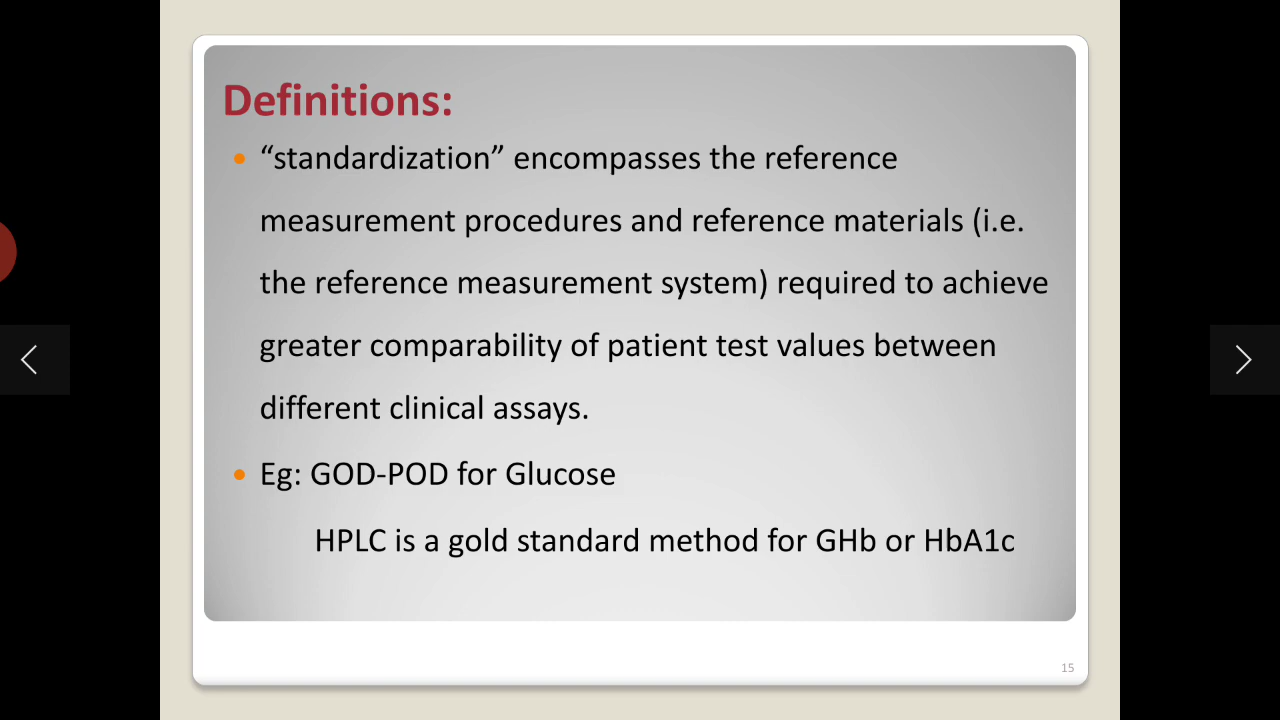 Definitions:
“standardization” encompasses the reference
measurement procedures and reference materials (i.e.
the reference measurement system) required to achieve
greater comparability of patient test values between
different clinical assays.
Eg: GOD-POD for Glucose
HPLC is a gold standard method for GHb or HbA1c
15